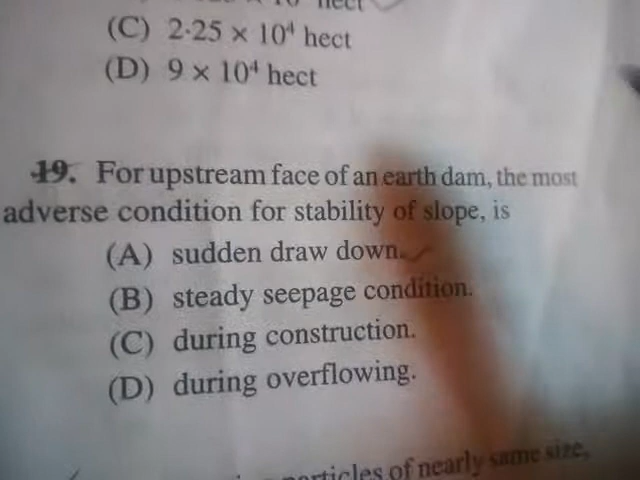 hect
(C) 2·25 × 10⁴ hect
(D) 9 × 10⁴ hect
19. For upstream face of an earth dam, the most
adverse condition for stability of slope, is
(A) sudden draw down.
(B) steady seepage condition.
(C) during construction.
(D) during overflowing.
particles of nearly same size,